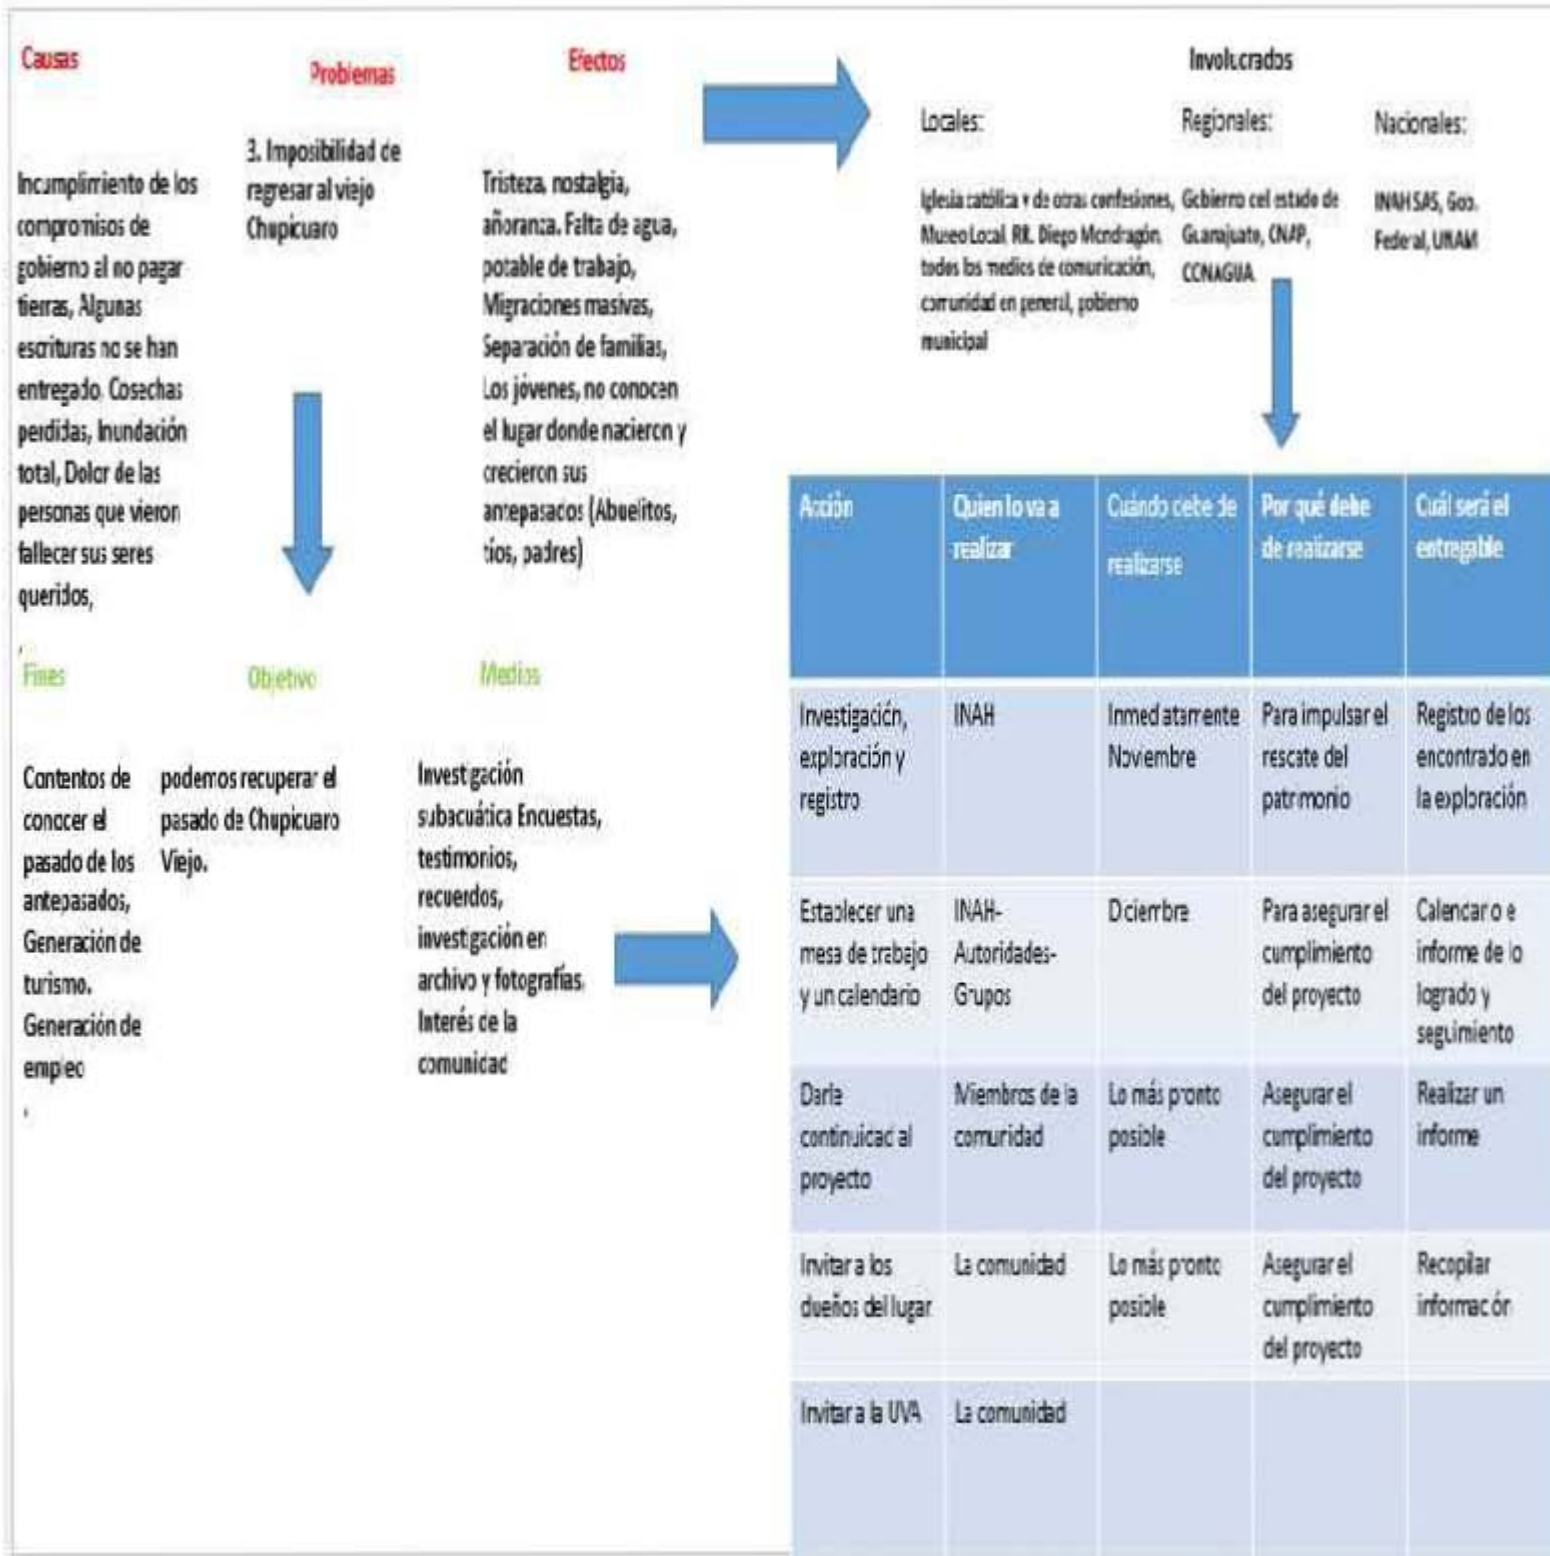 Causas
Problemas
Efectos
Incumplimiento de los
compromisos de
gobierno al no pagar
tierras, Algunas
escrituras no se han
entregado. Cosechas
perdidas, Inundación
total, Dolor de las
personas que vieron
fallecer sus seres
queridos,
,
3. Imposibilidad de
regresar al viejo
Chupicuaro
Tristeza, nostalgia,
añoranza. Falta de agua,
potable de trabajo,
Migraciones masivas,
Separación de familias,
Los jóvenes, no conocen
el lugar donde nacieron y
crecieron sus
antepasados (Abuelitos,
tíos, padres)
Involucrados
Locales:
Regionales:
Nacionales:
Iglesia católica y de otras confesiones,
Museo Local. RR. Diego Mondragón,
todos los medios de comunicación,
comunidad en general, gobierno
municipal
Gobierno del estado de
Guanajuato, CNAP,
CONAGUA
INAH SAS, Gob.
Federal, UNAM
Fines
Objetivo
Medios
Contentos de
conocer el
pasado de los
antepasados,
Generación de
turismo.
Generación de
empleo
,
podemos recuperar el
pasado de Chupicuaro
Viejo.
Investigación
subacuática Encuestas,
testimonios,
recuerdos,
investigación en
archivo y fotografías.
Interés de la
comunidad
Acción
Quien lo va a
realizar
Cuándo debe de
realizarse
Por qué debe
de realizarse
Cuál será el
entregable
Investigación,
exploración y
registro
INAH
Inmediatamente
Noviembre
Para impulsar el
rescate del
patrimonio
Registro de los
encontrado en
la exploración
Establecer una
mesa de trabajo
y un calendario
INAH-
Autoridades-
Grupos
Diciembre
Para asegurar el
cumplimiento
del proyecto
Calendario e
informe de lo
logrado y
seguimiento
Darle
continuidad al
proyecto
Miembros de la
comunidad
Lo más pronto
posible
Asegurar el
cumplimiento
del proyecto
Realizar un
informe
Invitar a los
dueños del lugar
La comunidad
Lo más pronto
posible
Asegurar el
cumplimiento
del proyecto
Recopilar
información
Invitar a la UVA
La comunidad